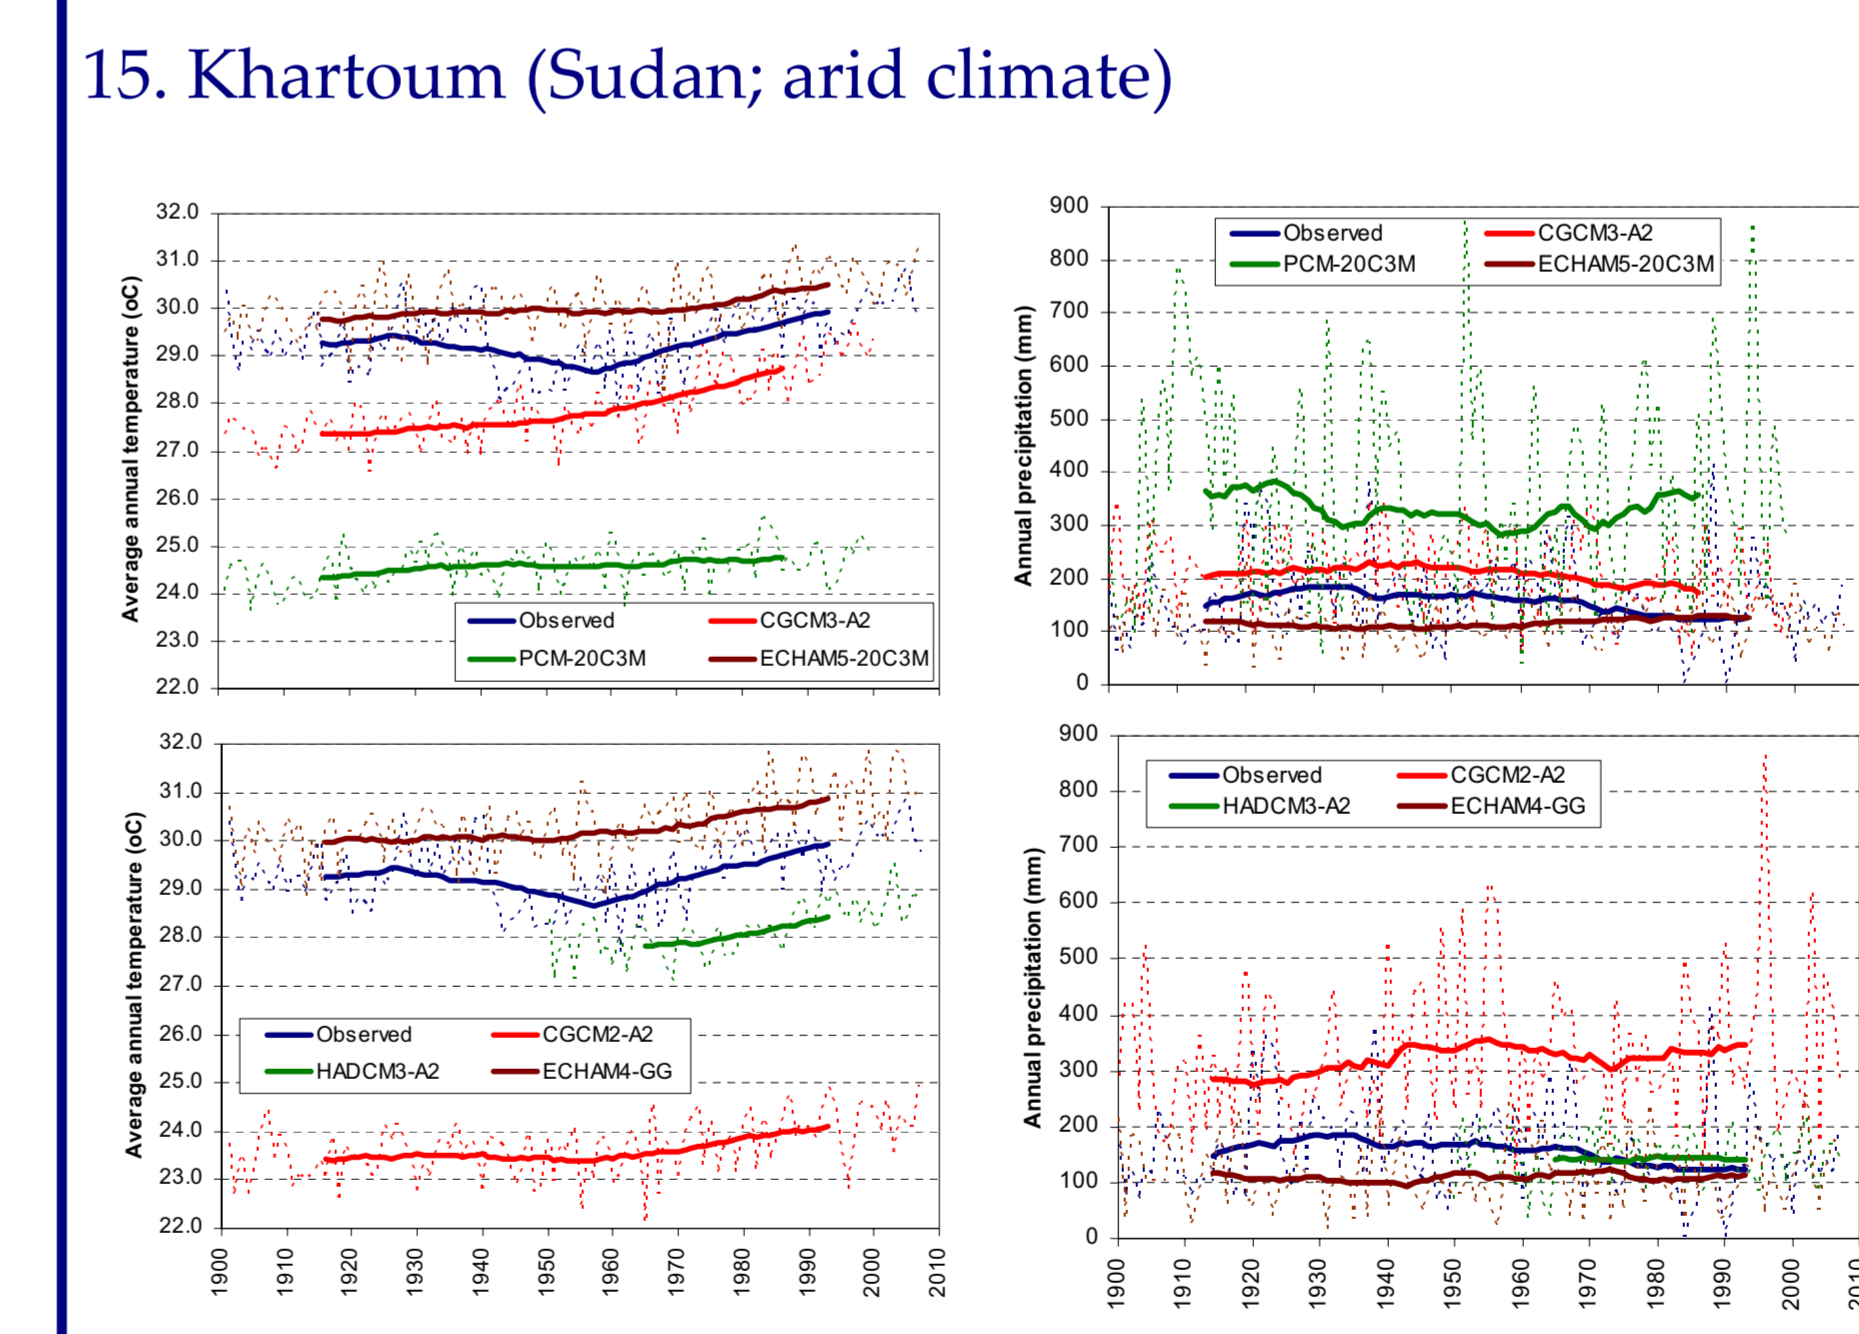 15. Khartoum (Sudan; arid climate)
Average annual temperature (oC)
32.0
31.0
30.0
29.0
28.0
27.0
26.0
25.0
24.0
23.0
22.0
Observed CGCM3-A2
PCM-20C3M ECHAM5-20C3M
Annual precipitation (mm)
900
800
700
600
500
400
300
200
100
0
Observed CGCM3-A2
PCM-20C3M ECHAM5-20C3M
Average annual temperature (oC)
32.0
31.0
30.0
29.0
28.0
27.0
26.0
25.0
24.0
23.0
22.0
Observed CGCM2-A2
HADCM3-A2 ECHAM4-GG
1900 1910 1920 1930 1940 1950 1960 1970 1980 1990 2000 2010
Annual precipitation (mm)
900
800
700
600
500
400
300
200
100
0
Observed CGCM2-A2
HADCM3-A2 ECHAM4-GG
1900 1910 1920 1930 1940 1950 1960 1970 1980 1990 2000 2010